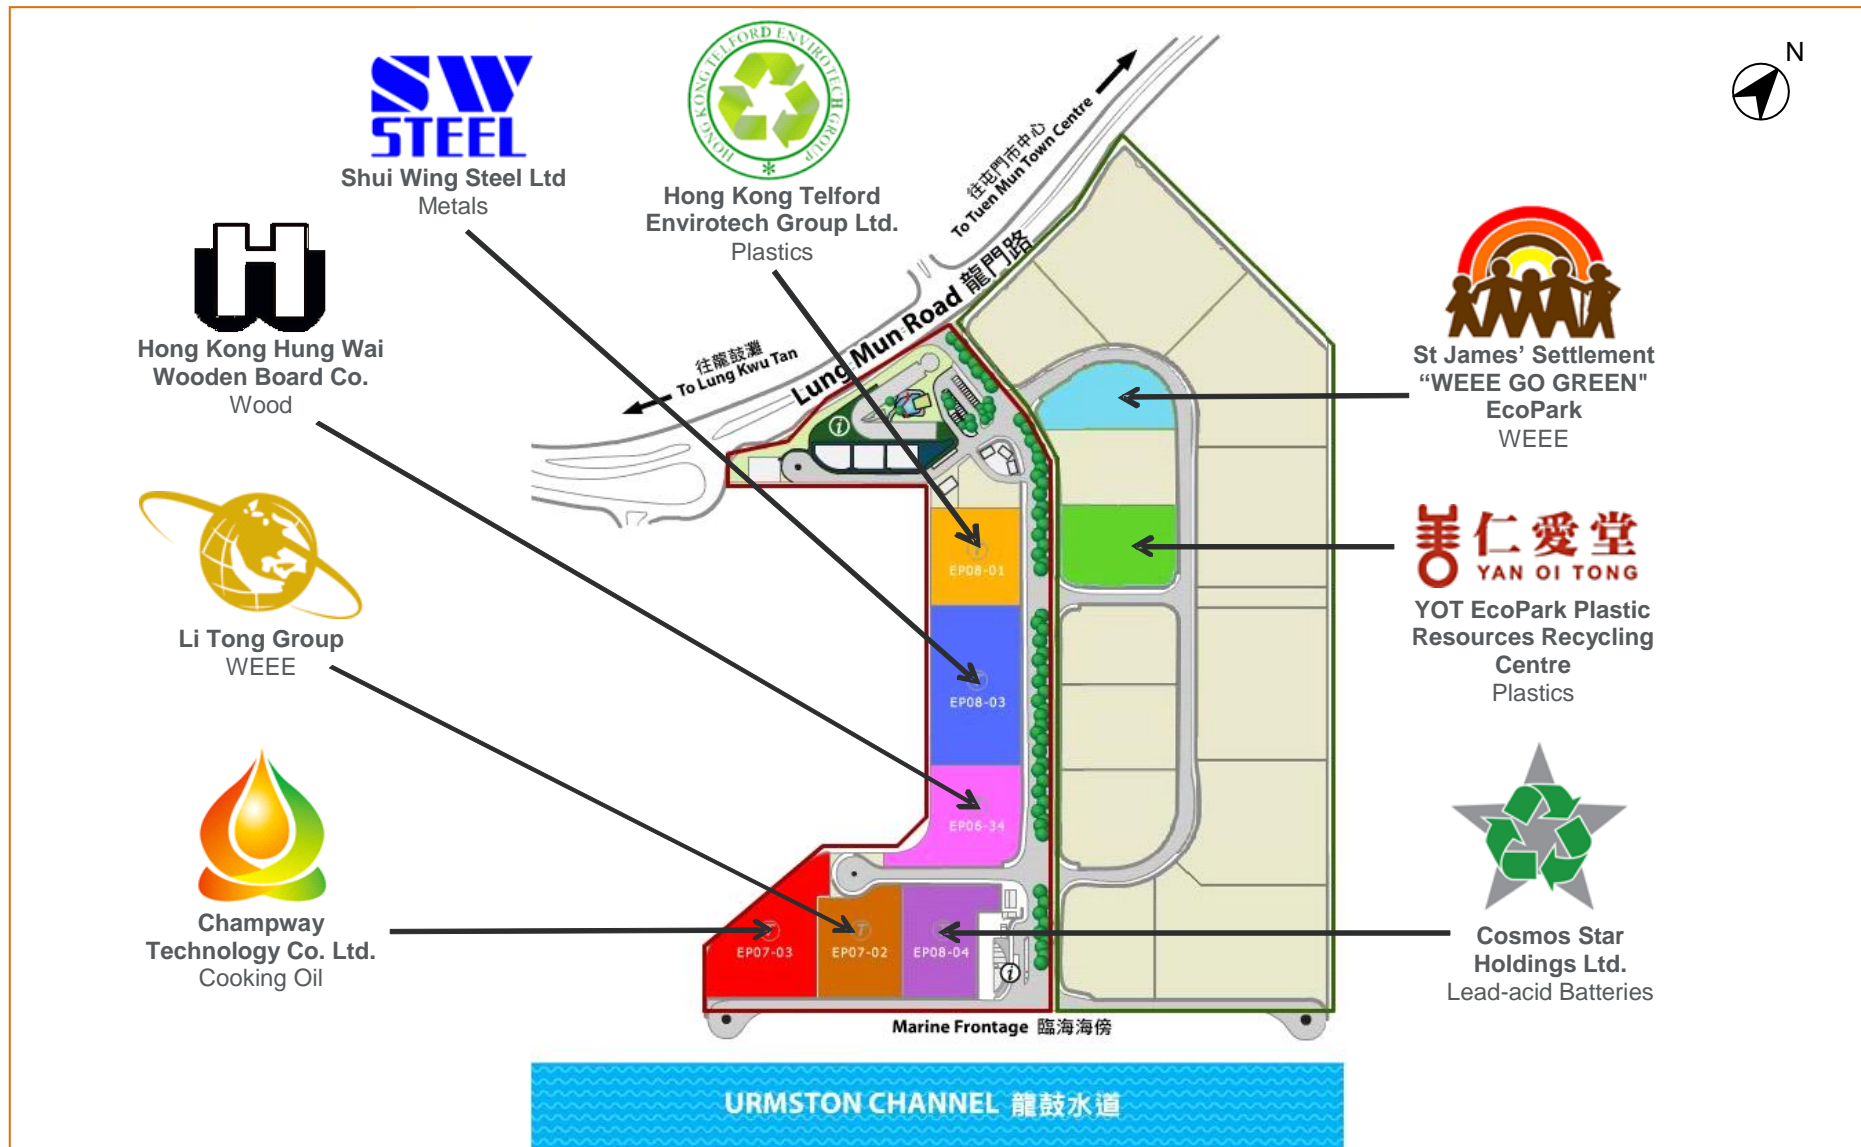 N
SW
STEEL
Shui Wing Steel Ltd
Metals
HONG KONG TELFORD ENVIROTECH GROUP
HONG KONG TELFORD ENVIROTECH GROUP
Hong Kong Telford
Envirotech Group Ltd.
Plastics
往屯門市中心
To Tuen Mun Town Centre
Hong Kong Hung Wai
Wooden Board Co.
Wood
往龍鼓灘
To Lung Kwu Tan
Lung Mun Road 龍門路
St James’ Settlement
“WEEE GO GREEN"
EcoPark
WEEE
i
Li Tong Group
WEEE
仁愛堂
YAN OI TONG
YOT EcoPark Plastic
Resources Recycling
Centre
Plastics
EP08-01
EP08-03
EP06-34
Champway
Technology Co. Ltd.
Cooking Oil
EP07-03
T
EP07-02
EP08-04
i
Cosmos Star
Holdings Ltd.
Lead-acid Batteries
Marine Frontage 臨海海傍
URMSTON CHANNEL 龍鼓水道